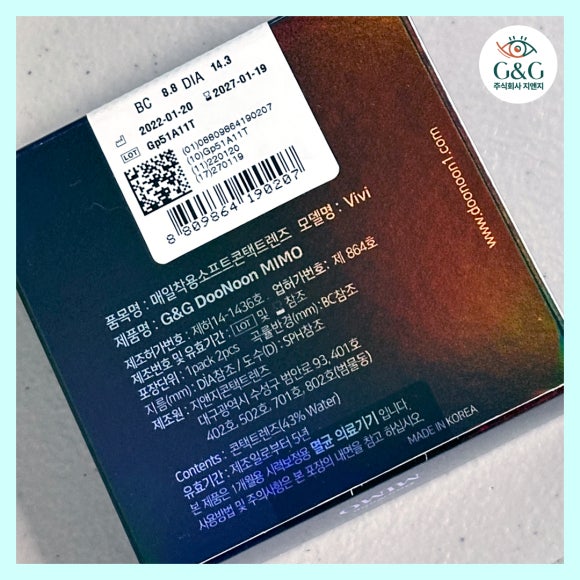 G&G
주식회사 지앤지
BC 8.8 DIA 14.3
2022-01-20 2027-01-19
LOT Gp51A11T
(01)08809864190207
(10)Gp51A11T
(11)220120
(17)270119
8 809864 190207
www.doonoon1.com
품목명 : 매일착용소프트콘택트렌즈 모델명 : Vivi
제품명 : G&G DooNoon MIMO
제조허가번호: 제허14-1436호. 업허가번호: 제 864호
제조번호 및 유효기간: LOT 및 참조
포장단위 : 1pack 2pcs 곡률반경(mm):BC참조
지름(mm) : DIA참조 / 도수(D) : SPH참조
제조원 : 지앤지콘택트렌즈
대구광역시 수성구 범안로 93, 401호
402호, 502호, 701호, 802호(범물동)
Contents : 콘택트렌즈(43% Water)
유효기간 : 제조일로부터 5년
본 제품은 1개월용 시력보정용 멸균 의료기기 입니다.
사용방법 및 주의사항은 본 포장의 내면을 참고 하십시오.
MADE IN KOREA
MIMO